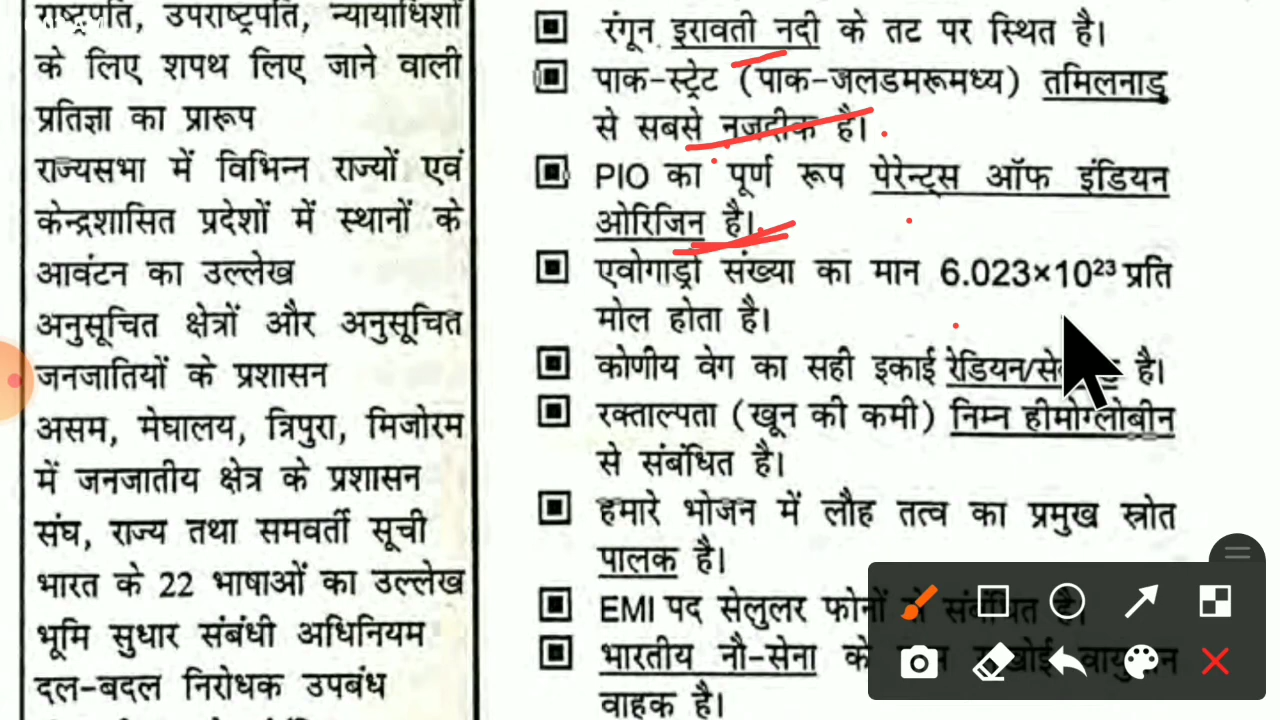 राष्ट्रपति, उपराष्ट्रपति, न्यायाधिशों
के लिए शपथ लिए जाने वाली
प्रतिज्ञा का प्रारूप
राज्यसभा में विभिन्न राज्यों एवं
केन्द्रशासित प्रदेशों में स्थानों के
आवंटन का उल्लेख
अनुसूचित क्षेत्रों और अनुसूचित
जनजातियों के प्रशासन
असम, मेघालय, त्रिपुरा, मिजोरम
में जनजातीय क्षेत्र के प्रशासन
संघ, राज्य तथा समवर्ती सूची
भारत के 22 भाषाओं का उल्लेख
भूमि सुधार संबंधी अधिनियम
दल-बदल निरोधक उपबंध
रंगून इरावती नदी के तट पर स्थित है।
पाक-स्ट्रेट (पाक-जलडमरूमध्य) तमिलनाडु
से सबसे नजदीक है।
PIO का पूर्ण रूप पेरेन्ट्स ऑफ इंडियन
ओरिजिन है।
एवोगाड्रो संख्या का मान 6.023×10²³ प्रति
मोल होता है।
कोणीय वेग का सही इकाई रेडियन/ है।
रक्ताल्पता (खून की कमी) निम्न हीमोग्लोबीन
से संबंधित है।
हमारे भोजन में लौह तत्व का प्रमुख स्रोत
पालक है।
EMI पद सेलुलर फोनों से संबंधित है।
भारतीय नौ-सेना के
वाहक है।